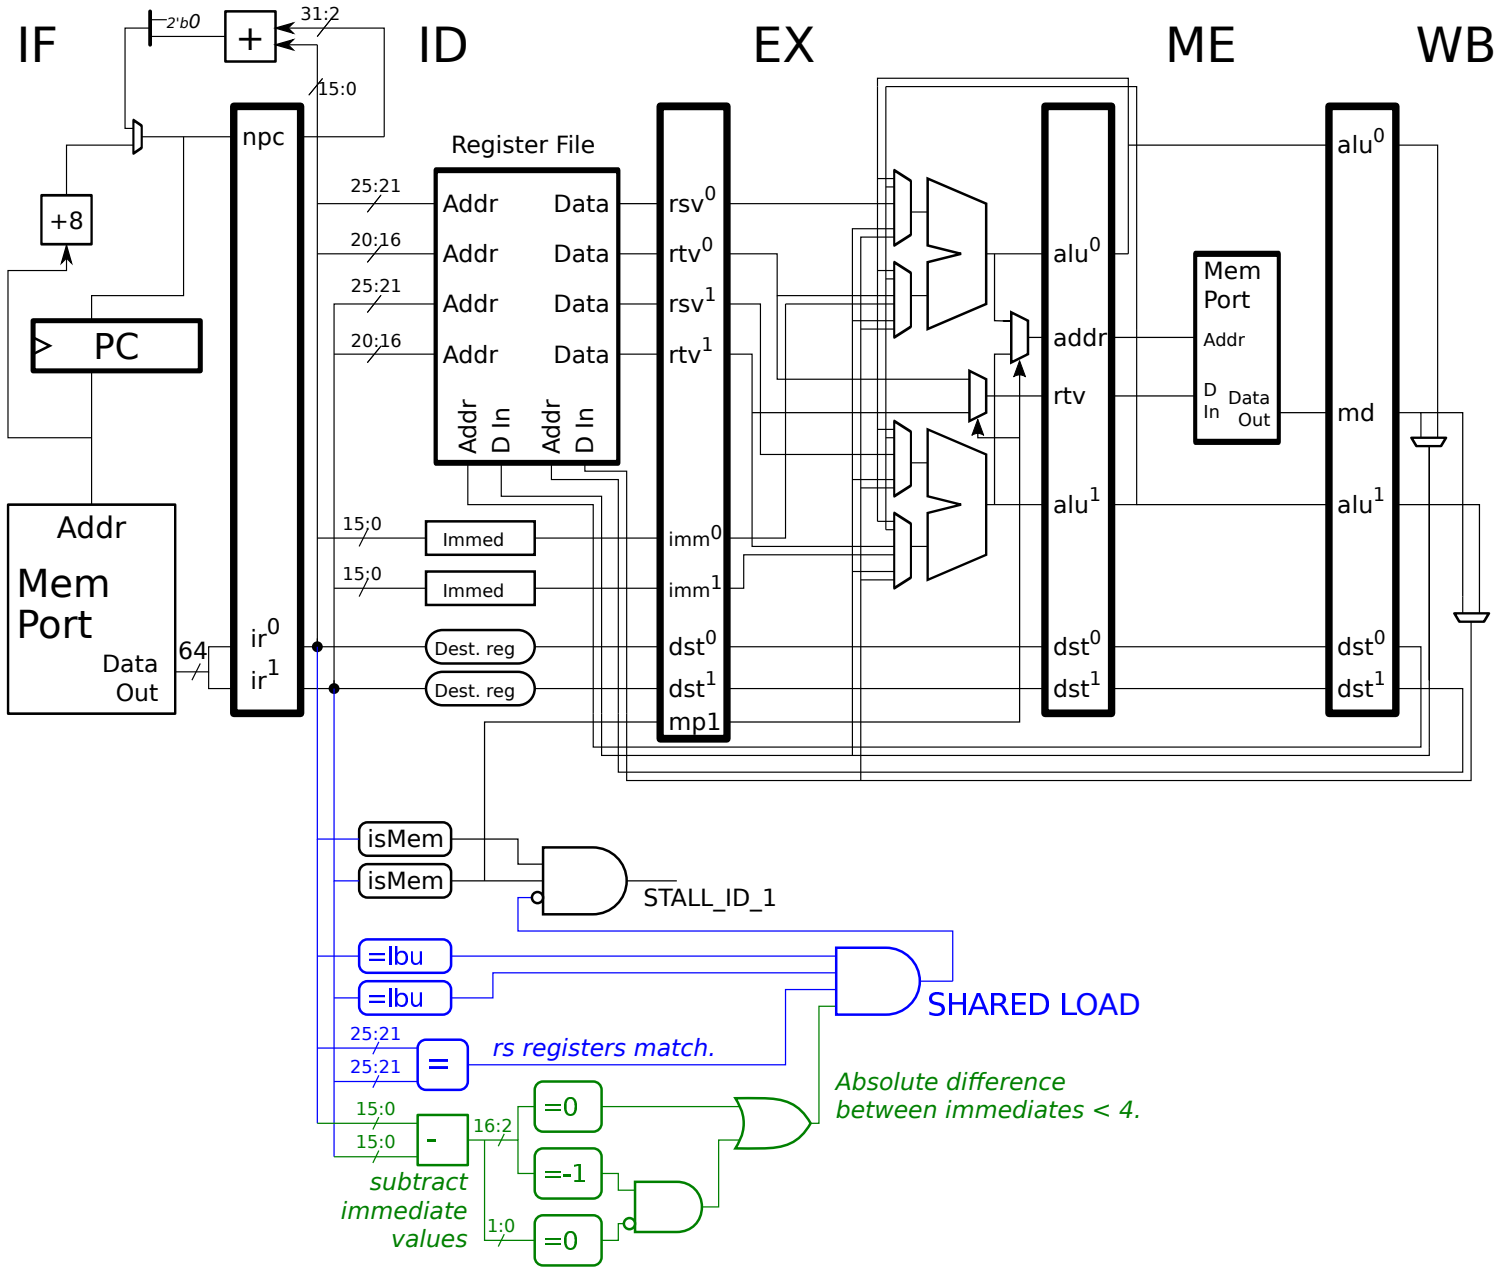 IF
ID
EX
ME
WB
2'b0
+
31:2
15:0
+8
PC
Addr
Mem
Port
Data
Out
64
npc
ir0
ir1
Register File
25:21
20:16
25:21
20:16
Addr Data
Addr Data
Addr Data
Addr Data
Addr
D In
Addr
D In
15:0
Immed
15:0
Immed
Dest. reg
Dest. reg
rsv0
rtv0
rsv1
rtv1
imm0
imm1
dst0
dst1
mp1
alu0
addr
rtv
alu1
dst0
dst1
Mem
Port
Addr
D
In
Data
Out
alu0
md
alu1
dst0
dst1
isMem
isMem
STALL_ID_1
=lbu
=lbu
SHARED LOAD
25:21
25:21
=
rs registers match.
15:0
15:0
-
subtract
immediate
values
16:2
1:0
=0
=-1
=0
Absolute difference
between immediates < 4.